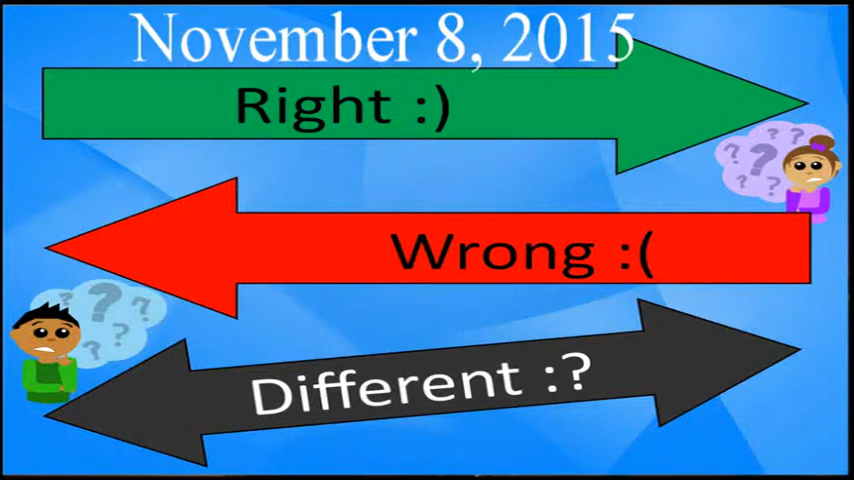 November 8, 2015
Right :)
Wrong :(
Different :?